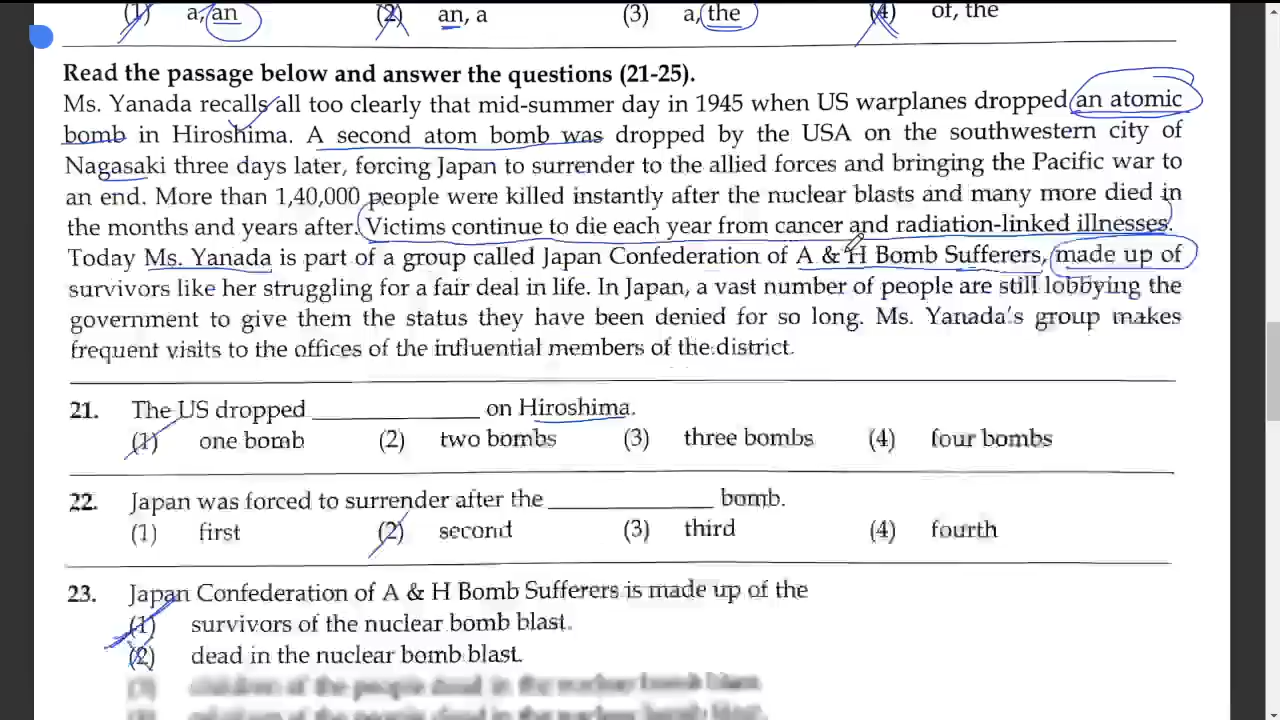 (1) a, an (2) an, a (3) a, the (4) of, the
Read the passage below and answer the questions (21-25).
Ms. Yanada recalls all too clearly that mid-summer day in 1945 when US warplanes dropped an atomic
bomb in Hiroshima. A second atom bomb was dropped by the USA on the southwestern city of
Nagasaki three days later, forcing Japan to surrender to the allied forces and bringing the Pacific war to
an end. More than 1,40,000 people were killed instantly after the nuclear blasts and many more died in
the months and years after. Victims continue to die each year from cancer and radiation-linked illnesses.
Today Ms. Yanada is part of a group called Japan Confederation of A & H Bomb Sufferers, made up of
survivors like her struggling for a fair deal in life. In Japan, a vast number of people are still lobbying the
government to give them the status they have been denied for so long. Ms. Yanada's group makes
frequent visits to the offices of the influential members of the district.
21. The US dropped ______________ on Hiroshima.
(1) one bomb (2) two bombs (3) three bombs (4) four bombs
22. Japan was forced to surrender after the ______________ bomb.
(1) first (2) second (3) third (4) fourth
23. Japan Confederation of A & H Bomb Sufferers is made up of the
(1) survivors of the nuclear bomb blast.
(2) dead in the nuclear bomb blast.
(3) children of the people dead in the nuclear bomb blast.